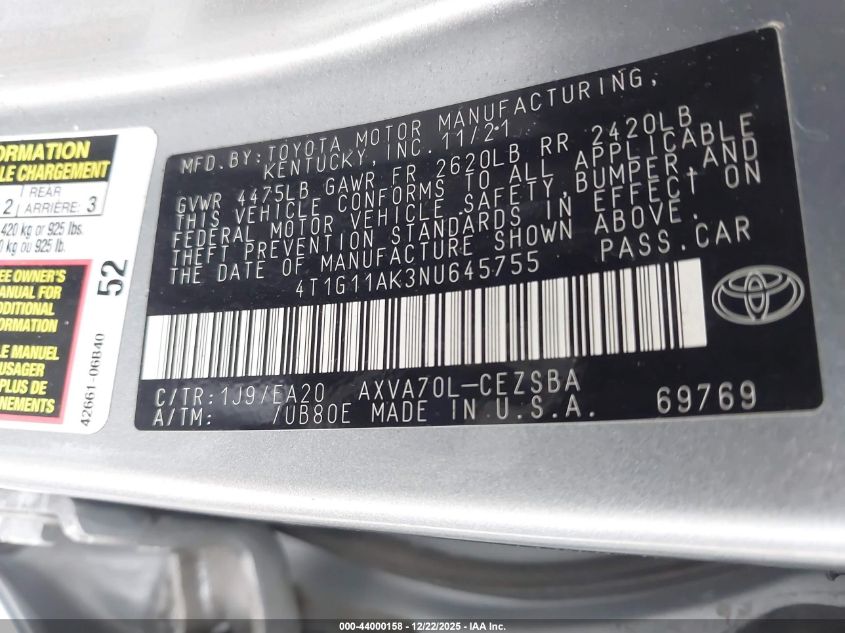 ORMATION
LE CHARGEMENT
REAR
2 ARRIÈRE: 3
420 kg or 925 lbs.
0 kg ou 925 lb.
EE OWNER'S
ANUAL FOR
DDITIONAL
FORMATION
LE MANUEL
USAGER
PLUS DE
NEMENTS
52
42661-06B40
MFD. BY: TOYOTA MOTOR MANUFACTURING,
KENTUCKY, INC. 11/21
GVWR 4475LB GAWR FR 2620LB RR 2420LB
THIS VEHICLE CONFORMS TO ALL APPLICABLE
FEDERAL MOTOR VEHICLE SAFETY, BUMPER, AND
THEFT PREVENTION STANDARDS IN EFFECT ON
THE DATE OF MANUFACTURE SHOWN ABOVE.
4T1G11AK3NU645755 PASS.CAR
TOYOTA
C/TR: 1J9/EA20 AXVA70L-CEZSBA
A/TM: /UB80E MADE IN U.S.A. 69769
000-44000158 - 12/22/2025 - IAA Inc.